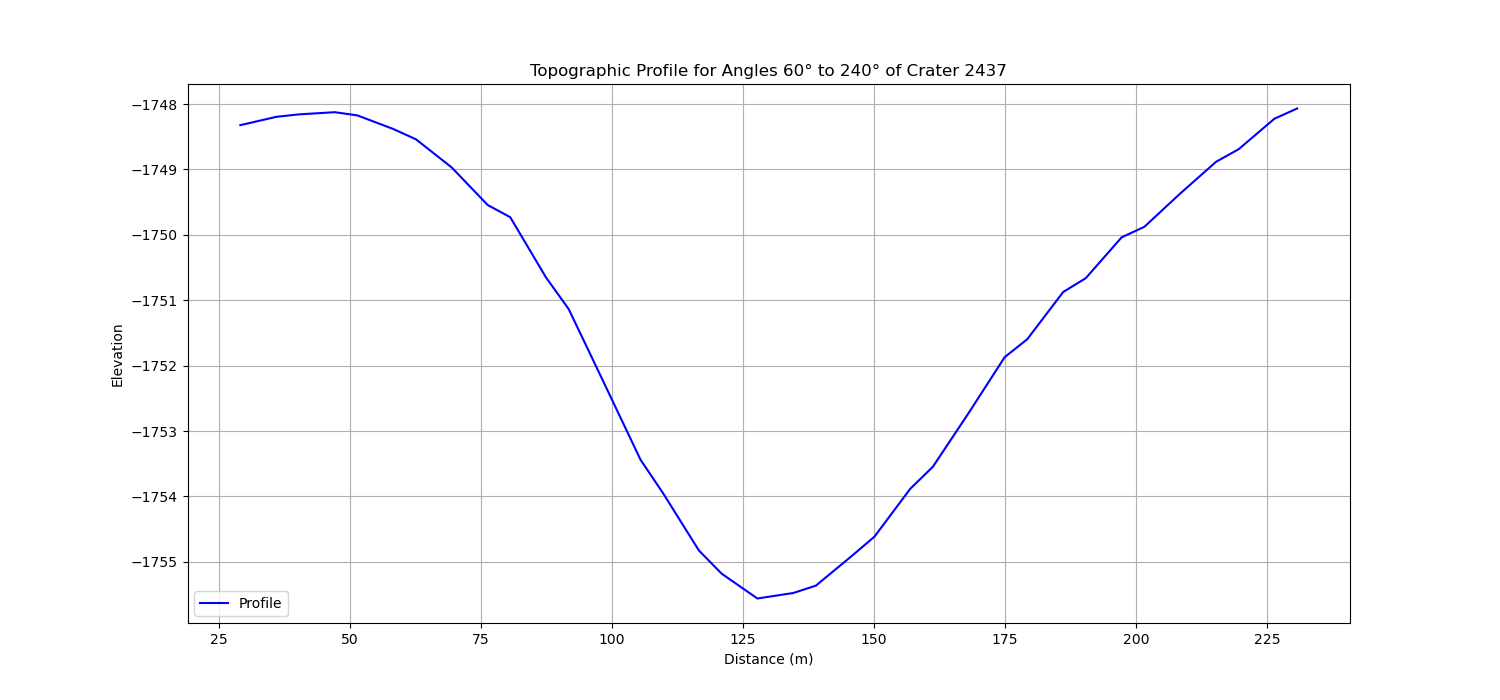 Topographic Profile for Angles 60° to 240° of Crater 2437
−1748
−1749
−1750
−1751
−1752
−1753
−1754
−1755
Elevation
Profile
25 50 75 100 125 150 175 200 225
Distance (m)